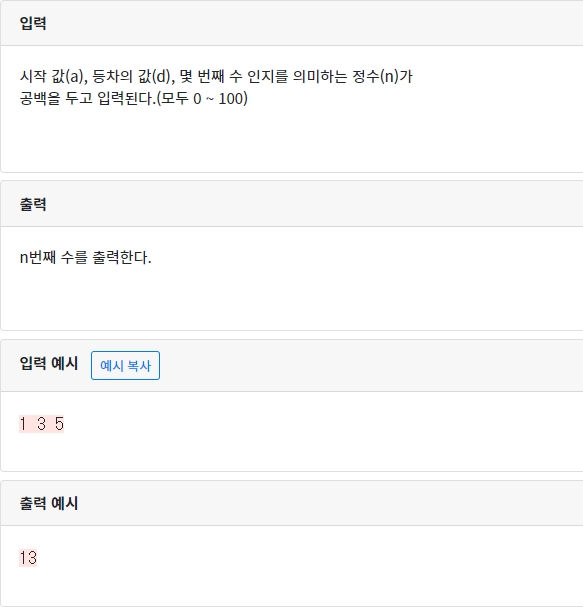 입력
시작 값(a), 등차의 값(d), 몇 번째 수 인지를 의미하는 정수(n)가
공백을 두고 입력된다.(모두 0 ~ 100)
출력
n번째 수를 출력한다.
입력 예시 예시 복사
1 3 5
출력 예시
13